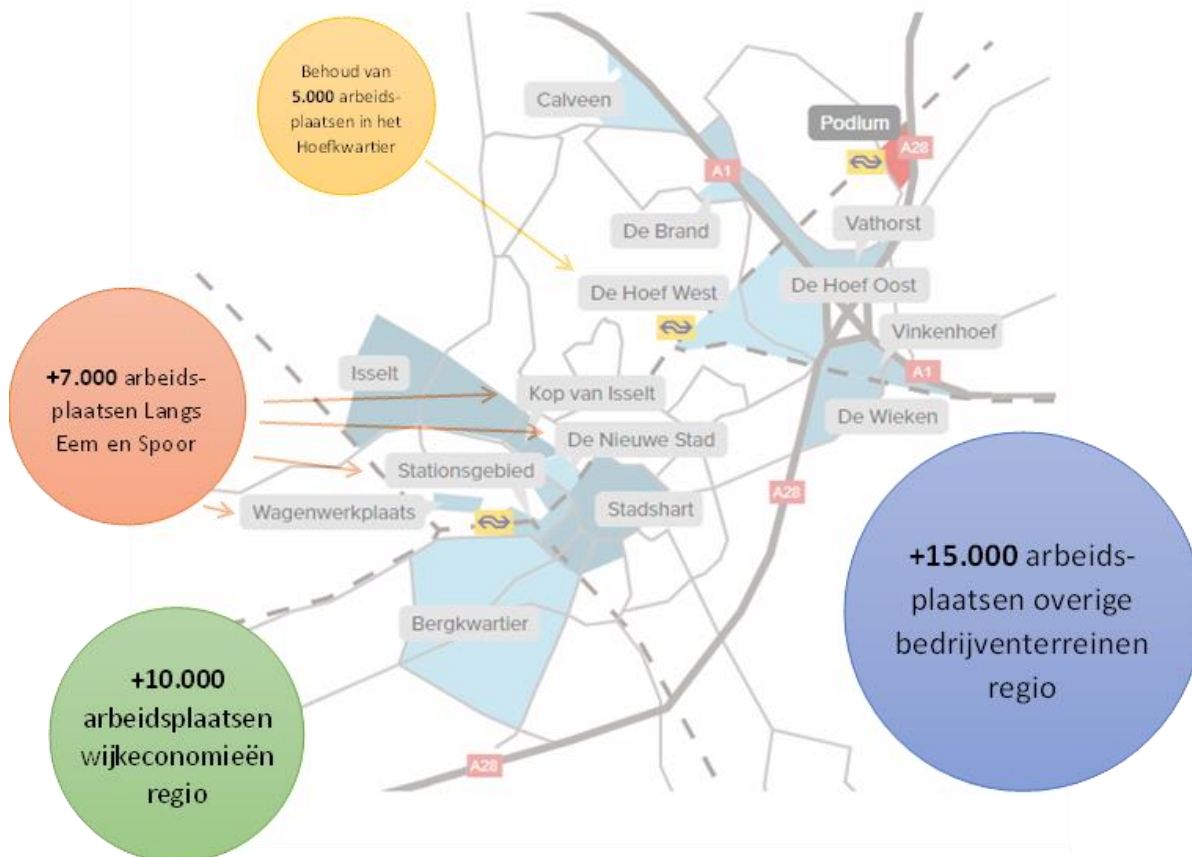 Behoud van
5.000 arbeids-
plaatsen in het
Hoefkwartier
Calveen
Podium
A28
A1
De Brand
Vathorst
De Hoef West
De Hoef Oost
Vinkenhoef
+7.000 arbeids-
plaatsen Langs
Eem en Spoor
Isselt
A1
Kop van Isselt
De Wieken
De Nieuwe Stad
Stationsgebied
A28
Wagenwerkplaats
Stadshart
+15.000 arbeids-
plaatsen overige
bedrijventerreinen
regio
Bergkwartier
+10.000
arbeidsplaatsen
wijkeconomieën
regio
A28